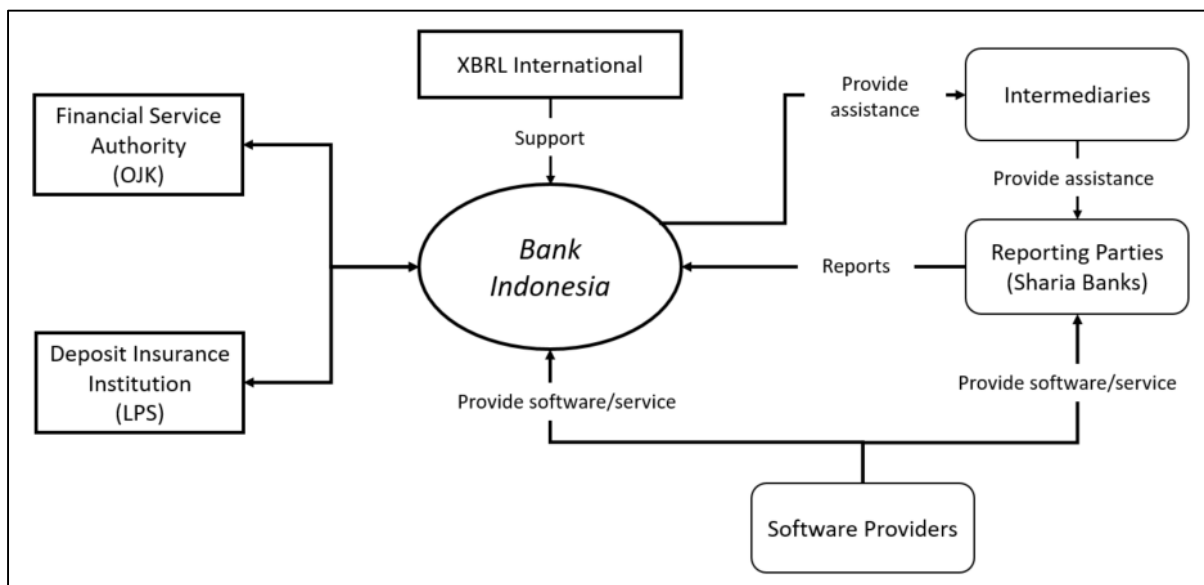 XBRL International
Support
Financial Service
Authority
(OJK)
Deposit Insurance
Institution
(LPS)
Bank
Indonesia
Provide
assistance
Intermediaries
Provide assistance
Reporting Parties
(Sharia Banks)
Reports
Provide software/service
Provide software/service
Software Providers